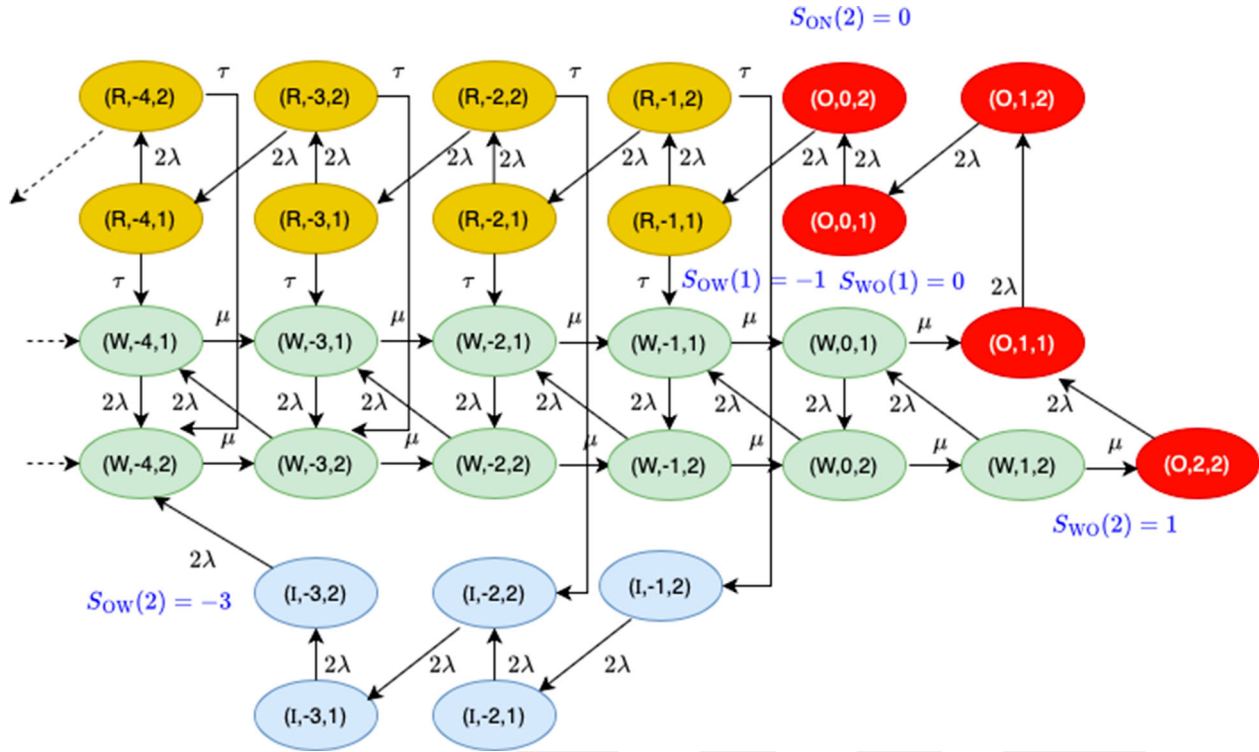 S_ON(2) = 0
τ τ τ τ
(R,-4,2) (R,-3,2) (R,-2,2) (R,-1,2) (O,0,2) (O,1,2)
2λ 2λ 2λ 2λ 2λ 2λ 2λ 2λ 2λ 2λ
(R,-4,1) (R,-3,1) (R,-2,1) (R,-1,1) (O,0,1)
τ τ τ τ S_OW(1) = −1 S_WO(1) = 0 2λ
μ μ μ μ μ
(W,-4,1) (W,-3,1) (W,-2,1) (W,-1,1) (W,0,1) (O,1,1)
2λ 2λ 2λ 2λ 2λ 2λ 2λ 2λ 2λ 2λ 2λ
μ μ μ μ μ μ
(W,-4,2) (W,-3,2) (W,-2,2) (W,-1,2) (W,0,2) (W,1,2) (O,2,2)
S_WO(2) = 1
2λ
(I,-3,2) (I,-2,2) (I,-1,2)
S_OW(2) = −3
2λ 2λ 2λ 2λ
(I,-3,1) (I,-2,1)